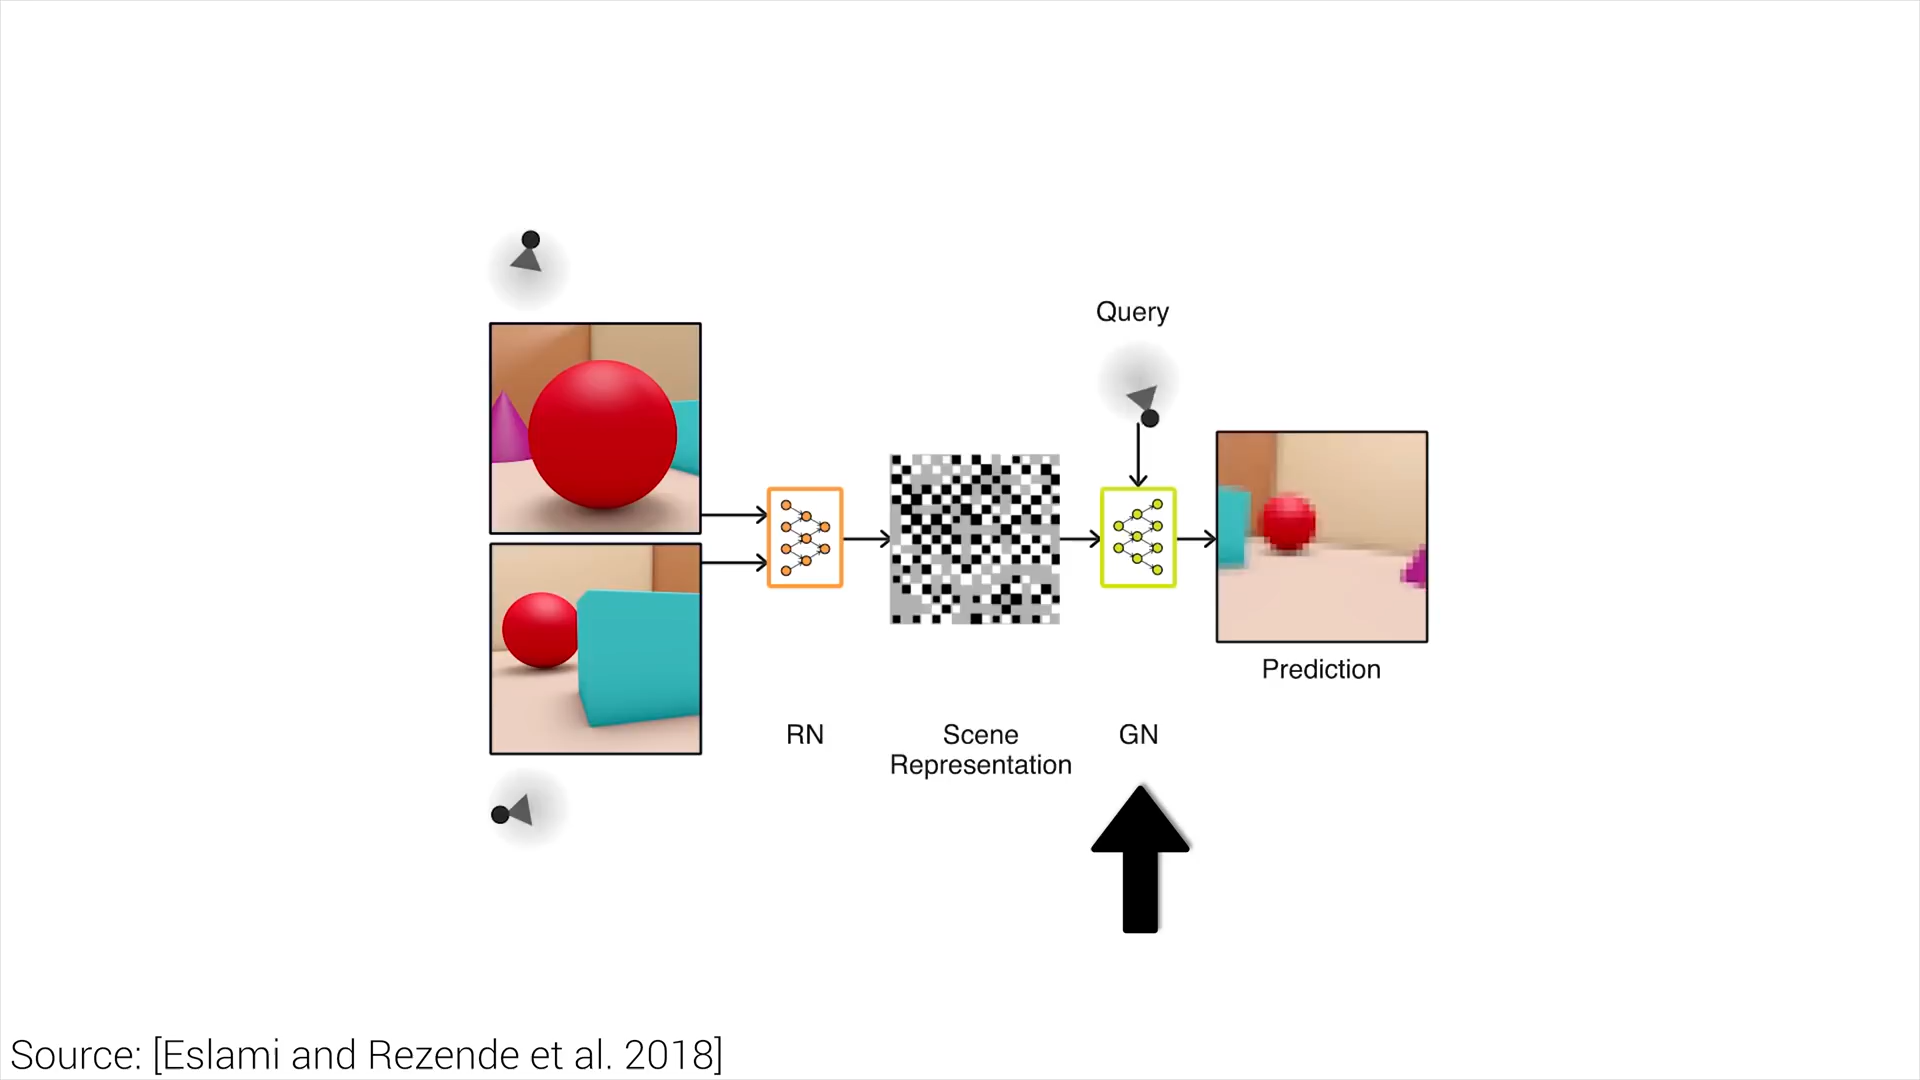 Query
Prediction
RN
Scene
Representation
GN
Source: [Eslami and Rezende et al. 2018]